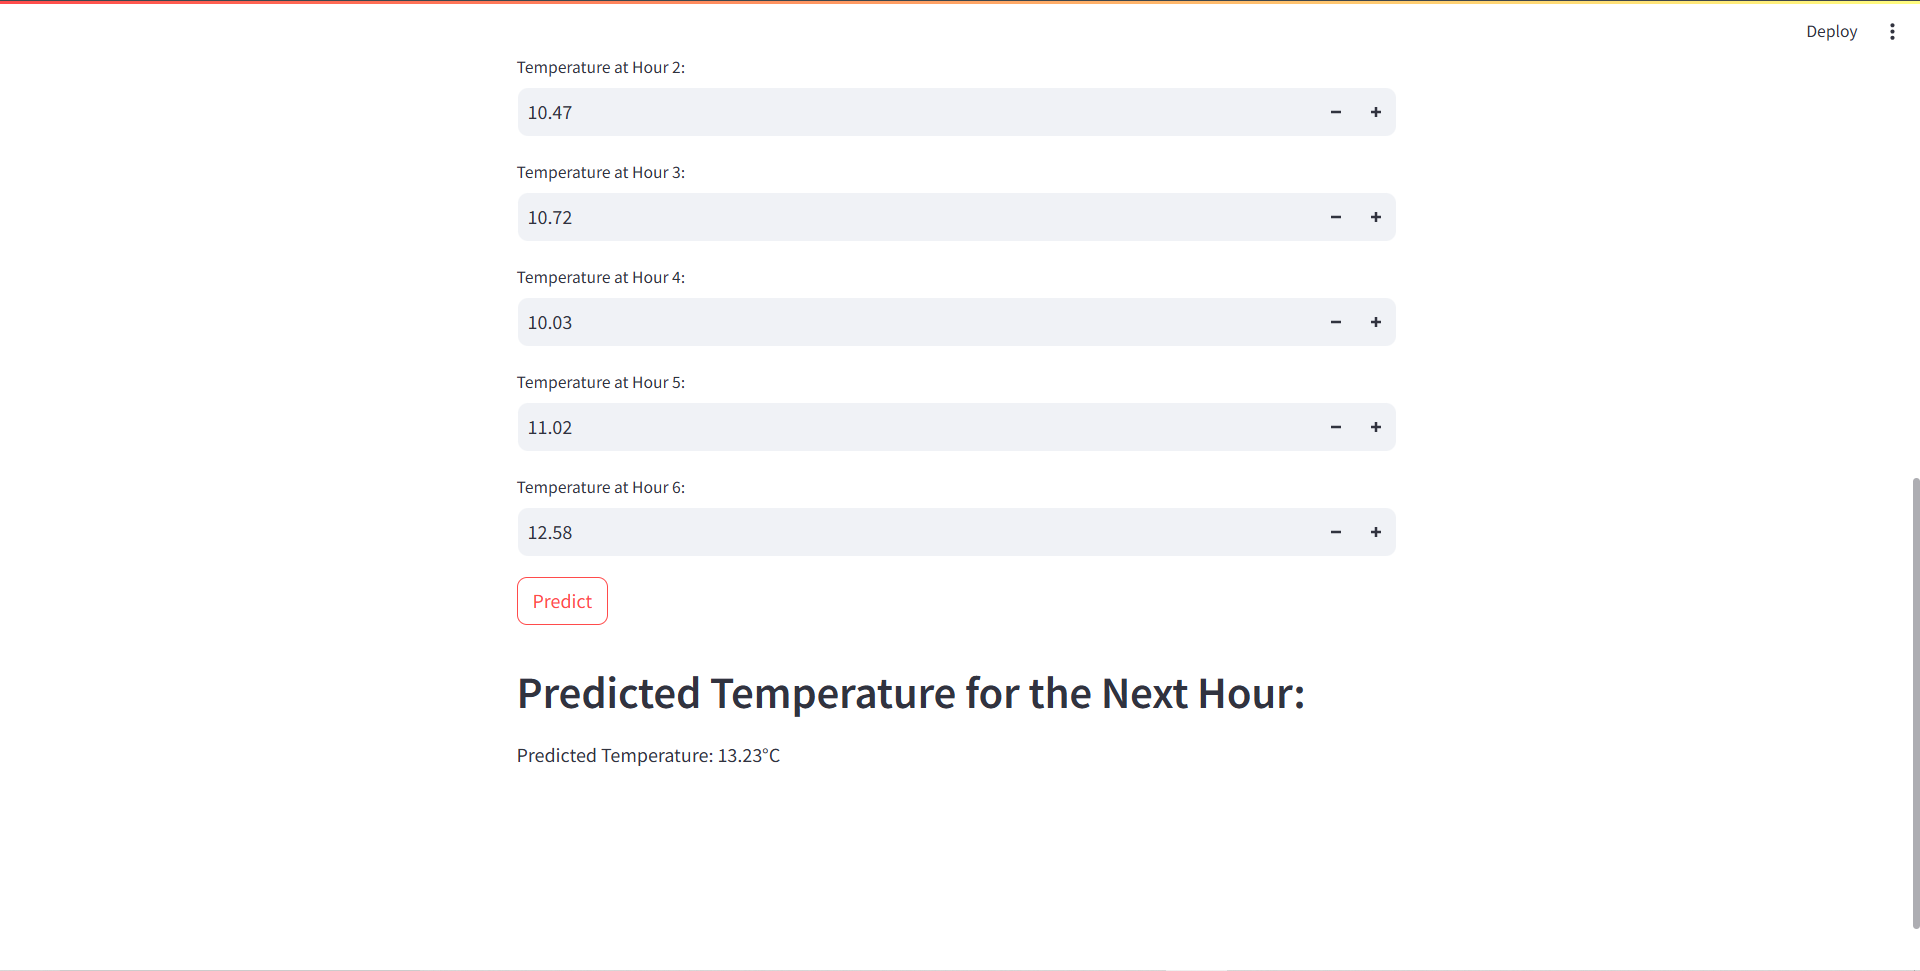 Deploy
Temperature at Hour 2:
10.47
Temperature at Hour 3:
10.72
Temperature at Hour 4:
10.03
Temperature at Hour 5:
11.02
Temperature at Hour 6:
12.58
Predict
Predicted Temperature for the Next Hour:
Predicted Temperature: 13.23°C